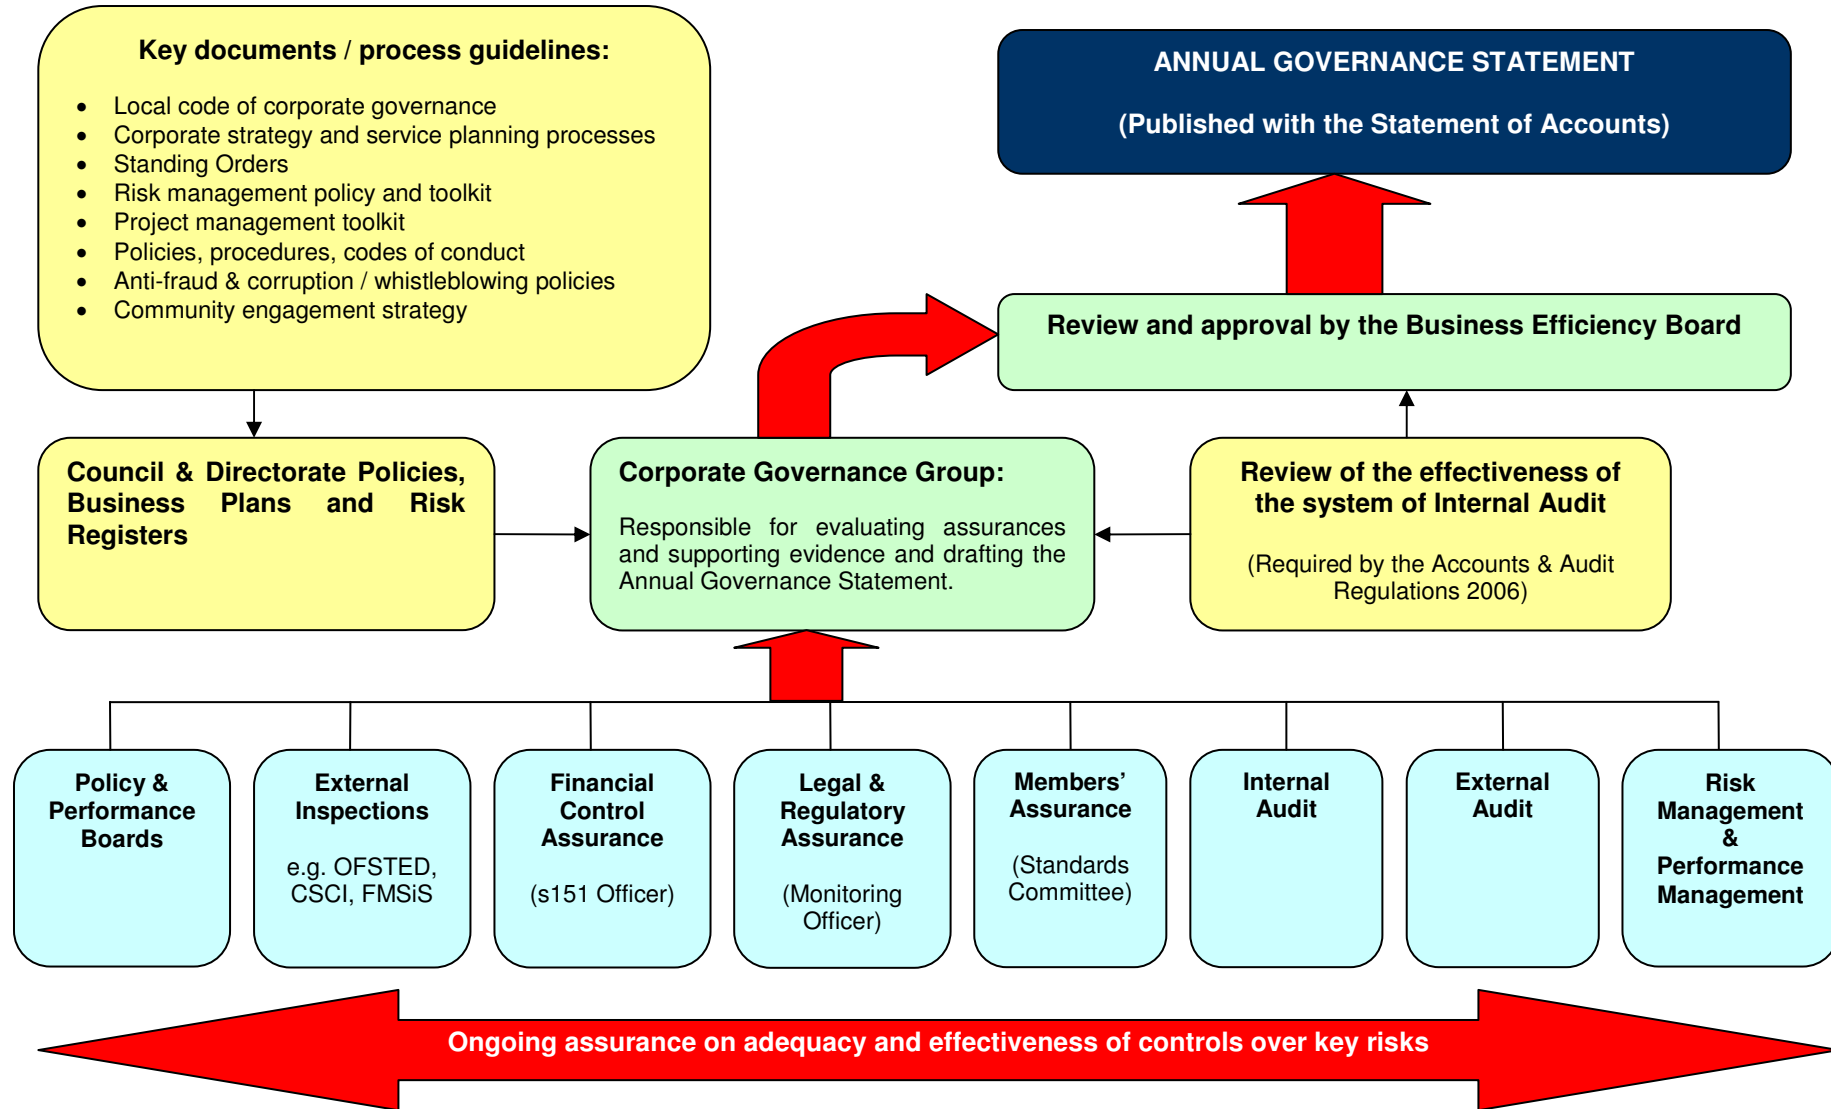 Key documents / process guidelines:
• Local code of corporate governance
• Corporate strategy and service planning processes
• Standing Orders
• Risk management policy and toolkit
• Project management toolkit
• Policies, procedures, codes of conduct
• Anti-fraud & corruption / whistleblowing policies
• Community engagement strategy
ANNUAL GOVERNANCE STATEMENT
(Published with the Statement of Accounts)
Review and approval by the Business Efficiency Board
Council & Directorate Policies,
Business Plans and Risk
Registers
Corporate Governance Group:
Responsible for evaluating assurances
and supporting evidence and drafting the
Annual Governance Statement.
Review of the effectiveness of
the system of Internal Audit
(Required by the Accounts & Audit
Regulations 2006)
Policy &
Performance
Boards
External
Inspections
e.g. OFSTED,
CSCI, FMSiS
Financial
Control
Assurance
(s151 Officer)
Legal &
Regulatory
Assurance
(Monitoring
Officer)
Members’
Assurance
(Standards
Committee)
Internal
Audit
External
Audit
Risk
Management
&
Performance
Management
Ongoing assurance on adequacy and effectiveness of controls over key risks